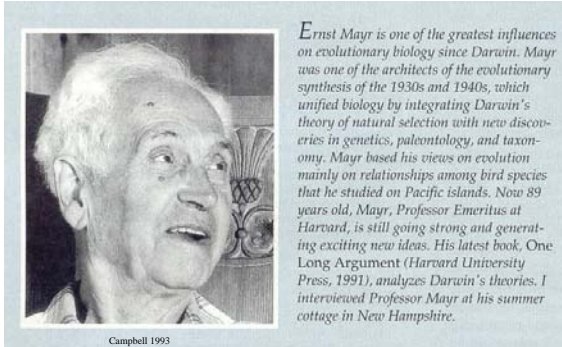 Ernst Mayr is one of the greatest influences
on evolutionary biology since Darwin. Mayr
was one of the architects of the evolutionary
synthesis of the 1930s and 1940s, which
unified biology by integrating Darwin's
theory of natural selection with new discov-
eries in genetics, paleontology, and taxon-
omy. Mayr based his views on evolution
mainly on relationships among bird species
that he studied on Pacific islands. Now 89
years old, Mayr, Professor Emeritus at
Harvard, is still going strong and generat-
ing exciting new ideas. His latest book, One
Long Argument (Harvard University
Press, 1991), analyzes Darwin's theories. I
interviewed Professor Mayr at his summer
cottage in New Hampshire.
Campbell 1993